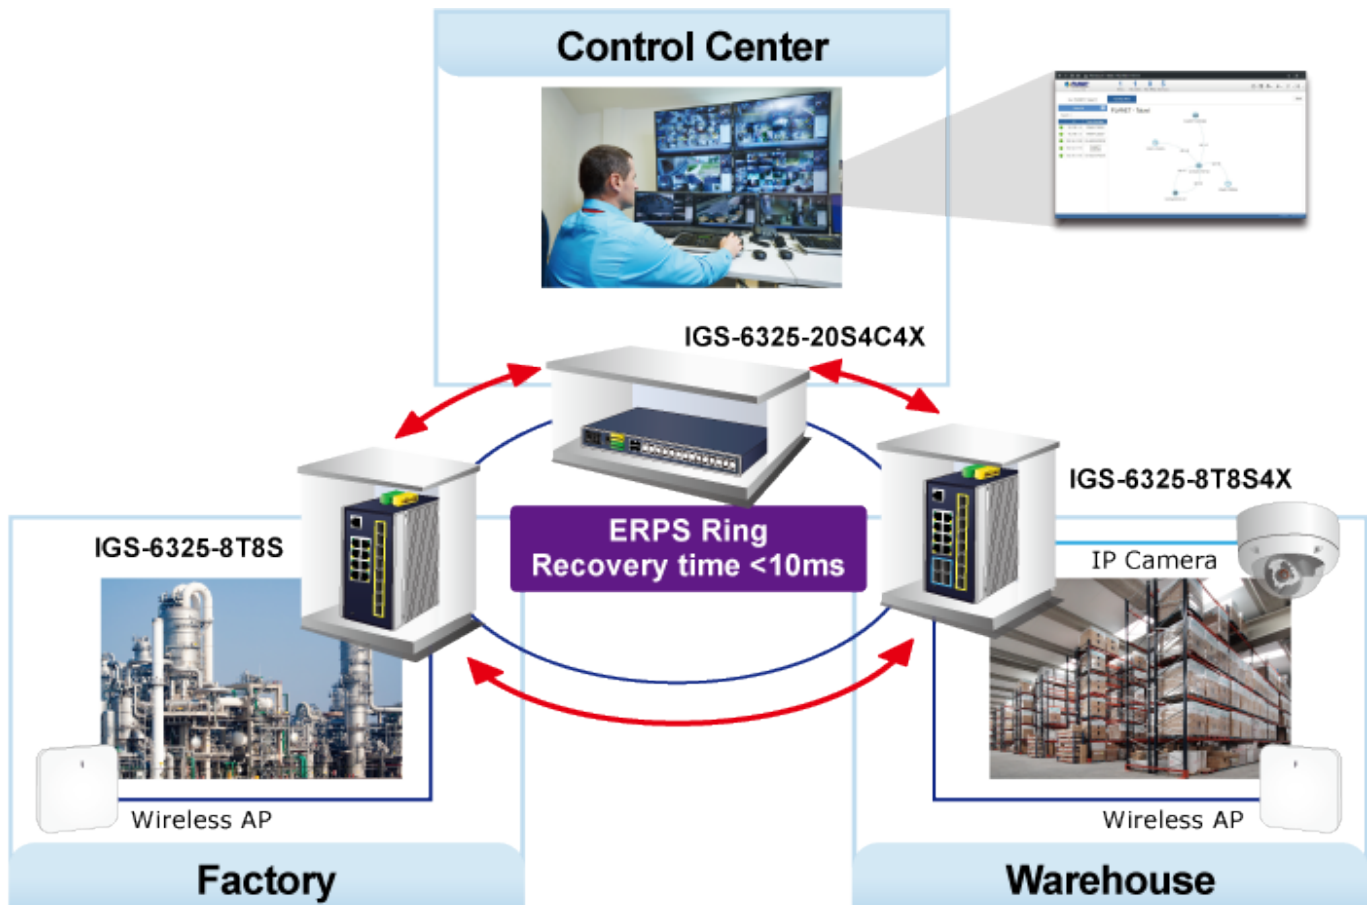 Control Center
PLANET
IGS-6325-20S4C4X
IGS-6325-8T8S4X
ERPS Ring
Recovery time <10ms
IGS-6325-8T8S
IP Camera
Wireless AP
Wireless AP
Factory
Warehouse